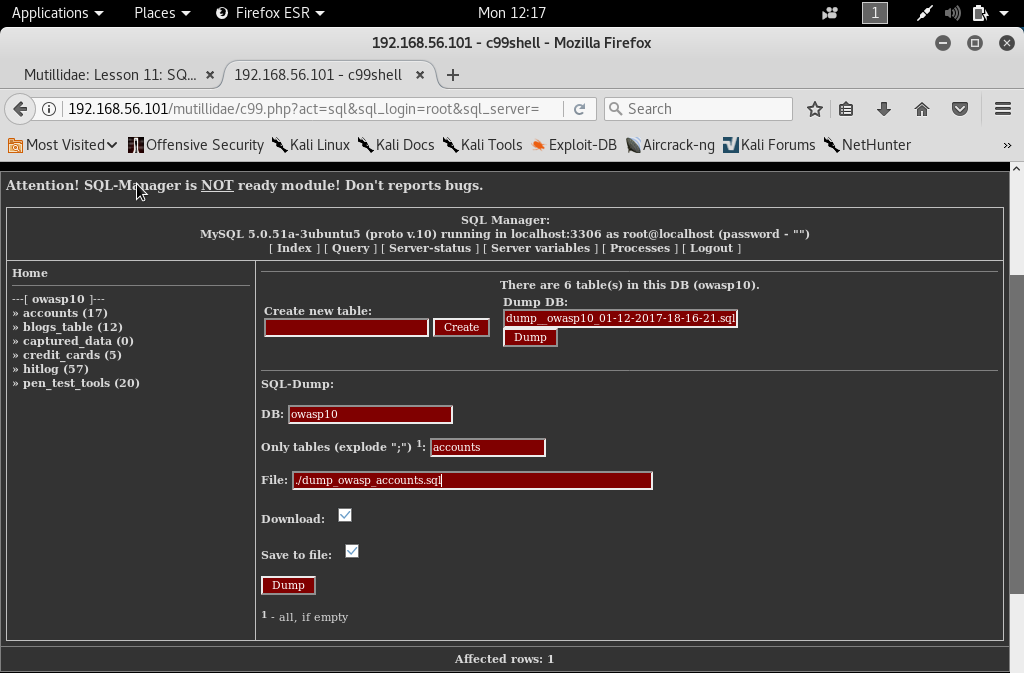 Applications Places Firefox ESR Mon 12:17 1
192.168.56.101 - c99shell - Mozilla Firefox
Mutillidae: Lesson 11: SQ... 192.168.56.101 - c99shell
192.168.56.101/mutillidae/c99.php?act=sql&sql_login=root&sql_server= Search
Most Visited Offensive Security Kali Linux Kali Docs Kali Tools Exploit-DB Aircrack-ng Kali Forums NetHunter »
Attention! SQL-Manager is NOT ready module! Don't reports bugs.
SQL Manager:
MySQL 5.0.51a-3ubuntu5 (proto v.10) running in localhost:3306 as root@localhost (password - "")
[ Index ] [ Query ] [ Server-status ] [ Server variables ] [ Processes ] [ Logout ]
Home
---[ owasp10 ]---
» accounts (17)
» blogs_table (12)
» captured_data (0)
» credit_cards (5)
» hitlog (57)
» pen_test_tools (20)
There are 6 table(s) in this DB (owasp10).
Create new table:
Create
Dump DB:
dump__owasp10_01-12-2017-18-16-21.sql
Dump
SQL-Dump:
DB: owasp10
Only tables (explode ";") 1: accounts
File: ./dump_owasp_accounts.sql
Download:
Save to file:
Dump
1 - all, if empty
Affected rows: 1